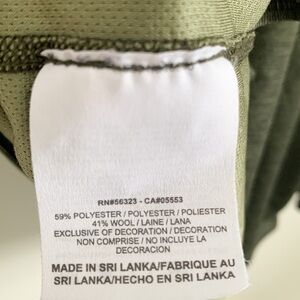 RN#56323 - CA#05553
59% POLYESTER / POLYESTER / POLIESTER
41% WOOL / LAINE / LANA
EXCLUSIVE OF DECORATION / DECORATION
NON COMPRISE / NO INCLUYE LA
DECORACION
MADE IN SRI LANKA/FABRIQUE AU
SRI LANKA/HECHO EN SRI LANKA